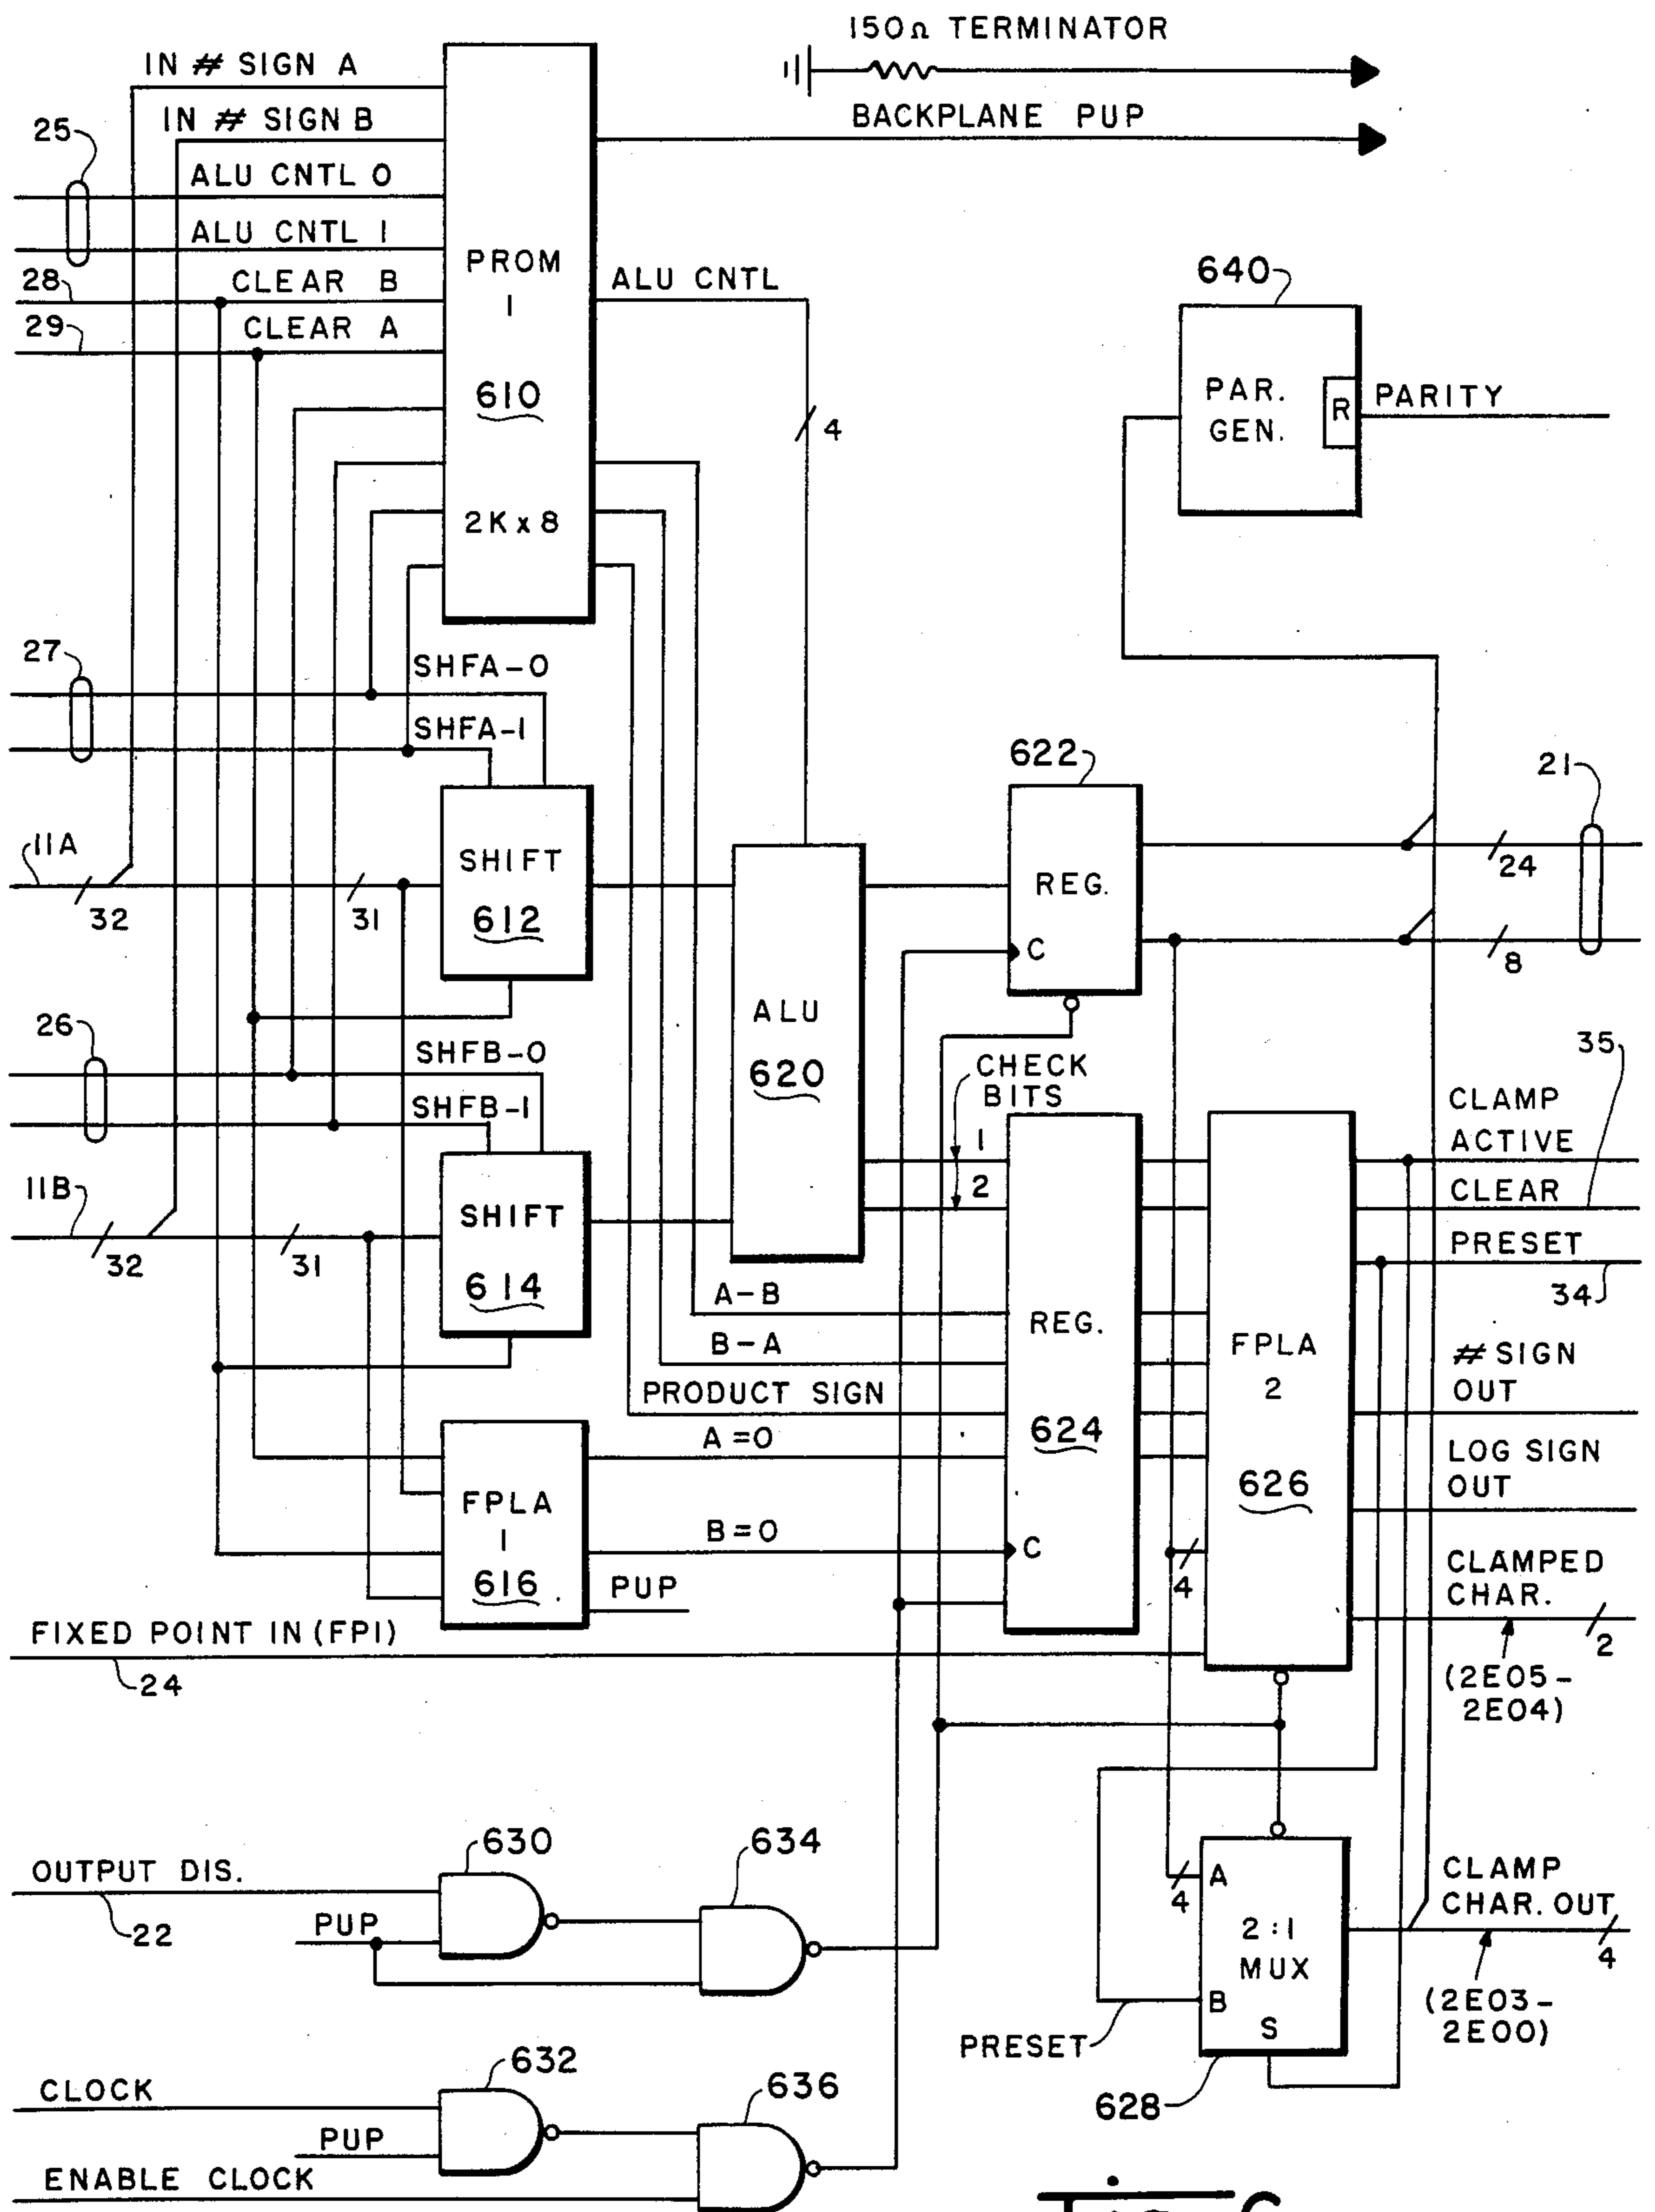 150Ω TERMINATOR
IN # SIGN A
BACKPLANE PUP
IN # SIGN B
25
ALU CNTL 0
ALU CNTL 1
28
CLEAR B
29
CLEAR A
PROM
1
610
2K x 8
ALU CNTL
4
640
PAR.
GEN.
R
PARITY
27
SHFA-0
SHFA-1
11A
32
31
SHIFT
612
622
REG.
C
21
24
8
26
SHFB-0
SHFB-1
11B
32
31
SHIFT
614
ALU
620
CHECK
BITS
1
2
35
CLAMP
ACTIVE
CLEAR
PRESET
34
A-B
B-A
PRODUCT SIGN
A=0
B=0
REG.
624
C
FPLA
2
626
4
# SIGN
OUT
LOG SIGN
OUT
CLAMPED
CHAR.
2
(2E05-
2E04)
FPLA
1
616
PUP
FIXED POINT IN (FPI)
24
630
634
OUTPUT DIS.
22
PUP
4
A
2:1
MUX
B
S
CLAMP
CHAR. OUT
4
(2E03-
2E00)
PRESET
628
632
636
CLOCK
PUP
ENABLE CLOCK